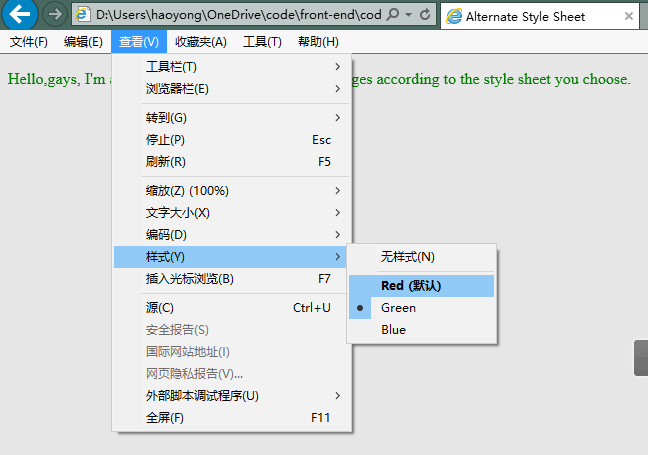 D:\Users\haoyong\OneDrive\code\front-end\cod
Alternate Style Sheet
文件(F) 编辑(E) 查看(V) 收藏夹(A) 工具(T) 帮助(H)
Hello,gays, I'm ges according to the style sheet you choose.
工具栏(T)
浏览器栏(E)
转到(G)
停止(P) Esc
刷新(R) F5
缩放(Z) (100%)
文字大小(X)
编码(D)
样式(Y)
插入光标浏览(B) F7
源(C) Ctrl+U
安全报告(S)
国际网站地址(I)
网页隐私报告(V)...
外部脚本调试程序(U)
全屏(F) F11
无样式(N)
Red (默认)
Green
Blue